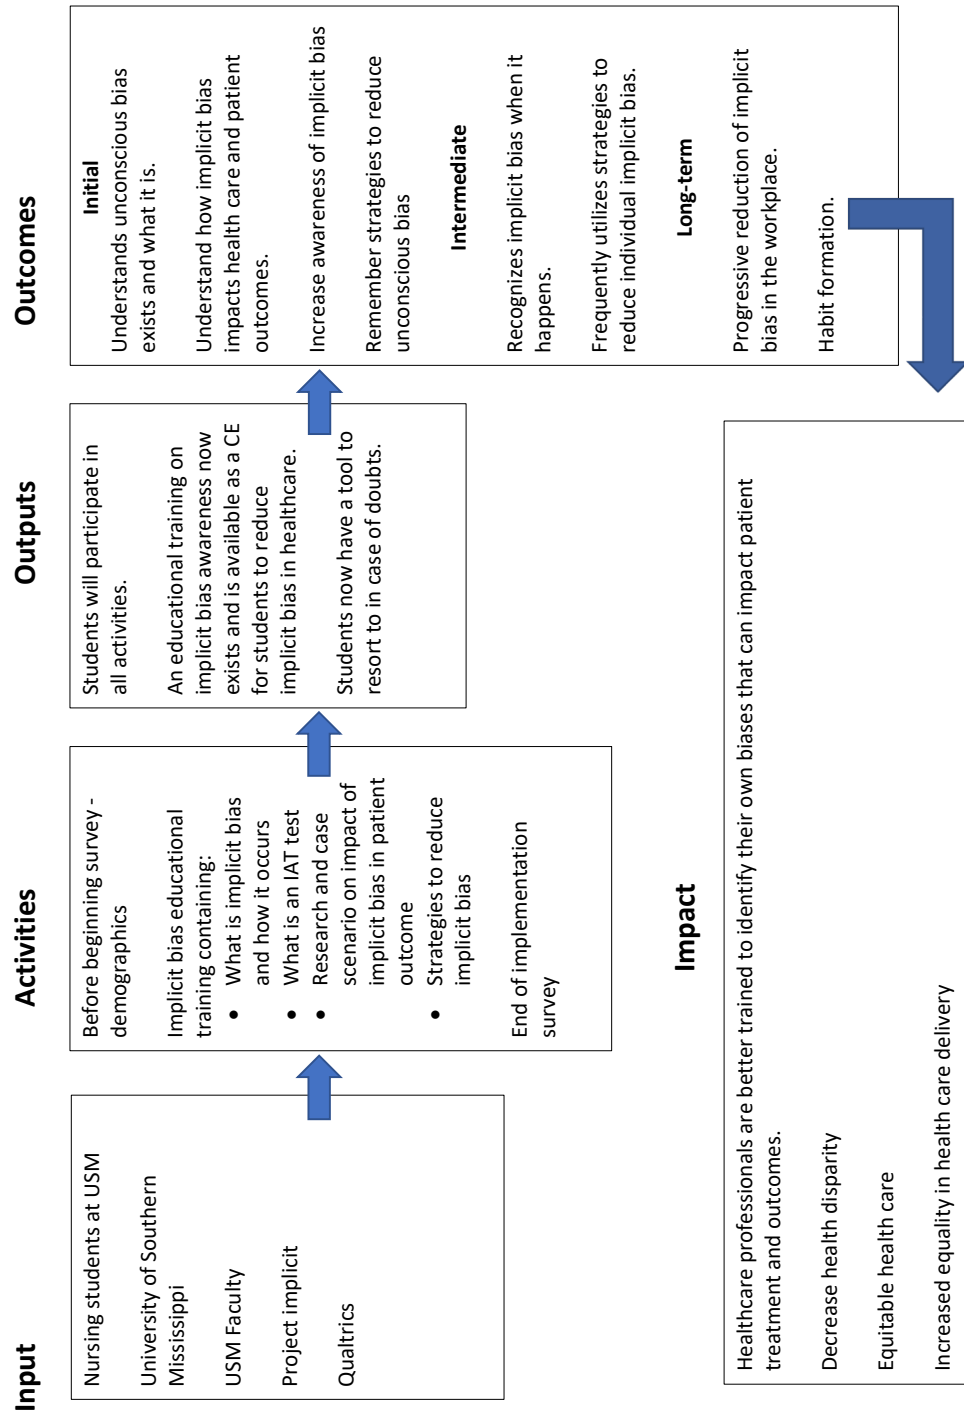 Input
Nursing students at USM
University of Southern
Mississippi
USM Faculty
Project implicit
Qualtrics
Activities
Before beginning survey -
demographics
Implicit bias educational
training containing:
• What is implicit bias
and how it occurs
• What is an IAT test
• Research and case
scenario on impact of
implicit bias in patient
outcome
• Strategies to reduce
implicit bias
End of implementation
survey
Outputs
Students will participate in
all activities.
An educational training on
implicit bias awareness now
exists and is available as a CE
for students to reduce
implicit bias in healthcare.
Students now have a tool to
resort to in case of doubts.
Outcomes
Initial
Understands unconscious bias
exists and what it is.
Understand how implicit bias
impacts health care and patient
outcomes.
Increase awareness of implicit bias
Remember strategies to reduce
unconscious bias
Intermediate
Recognizes implicit bias when it
happens.
Frequently utilizes strategies to
reduce individual implicit bias.
Long-term
Progressive reduction of implicit
bias in the workplace.
Habit formation.
Impact
Healthcare professionals are better trained to identify their own biases that can impact patient
treatment and outcomes.
Decrease health disparity
Equitable health care
Increased equality in health care delivery